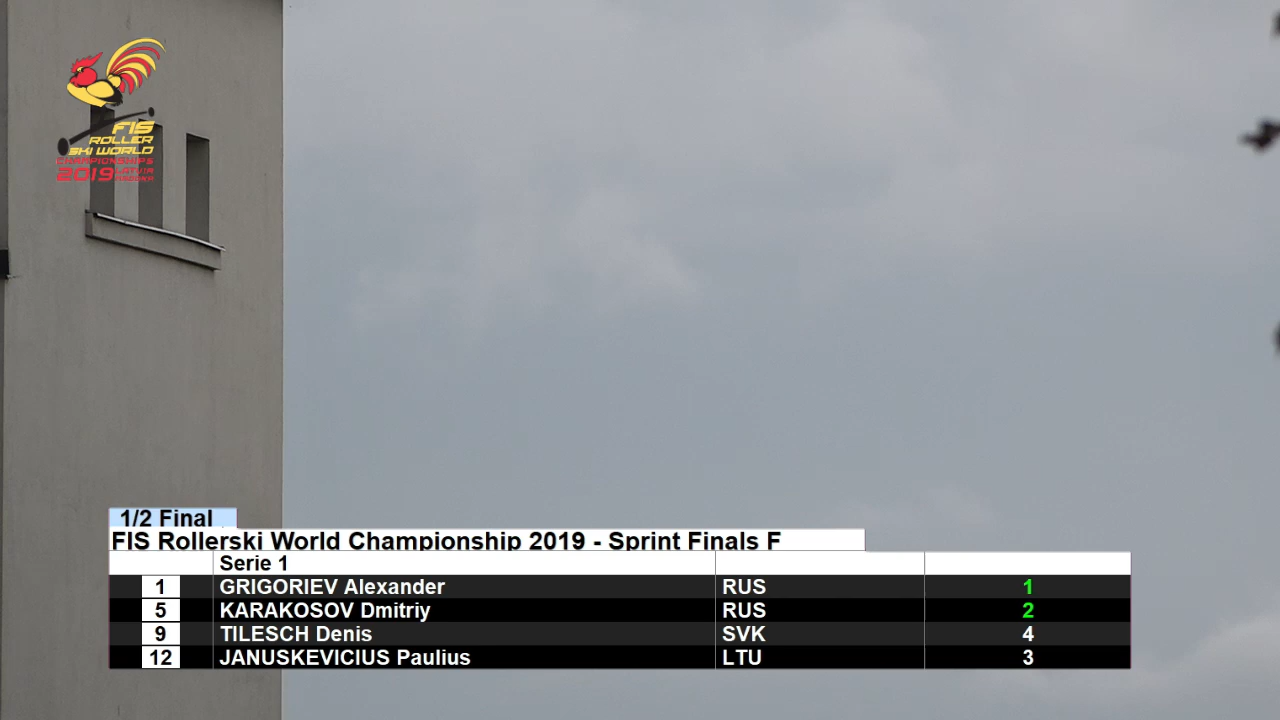 FIS
ROLLER
SKI WORLD
CHAMPIONSHIPS
2019 LATVIA
1/2 Final
FIS Rollerski World Championship 2019 - Sprint Finals F
Serie 1
1 GRIGORIEV Alexander RUS 1
5 KARAKOSOV Dmitriy RUS 2
9 TILESCH Denis SVK 4
12 JANUSKEVICIUS Paulius LTU 3